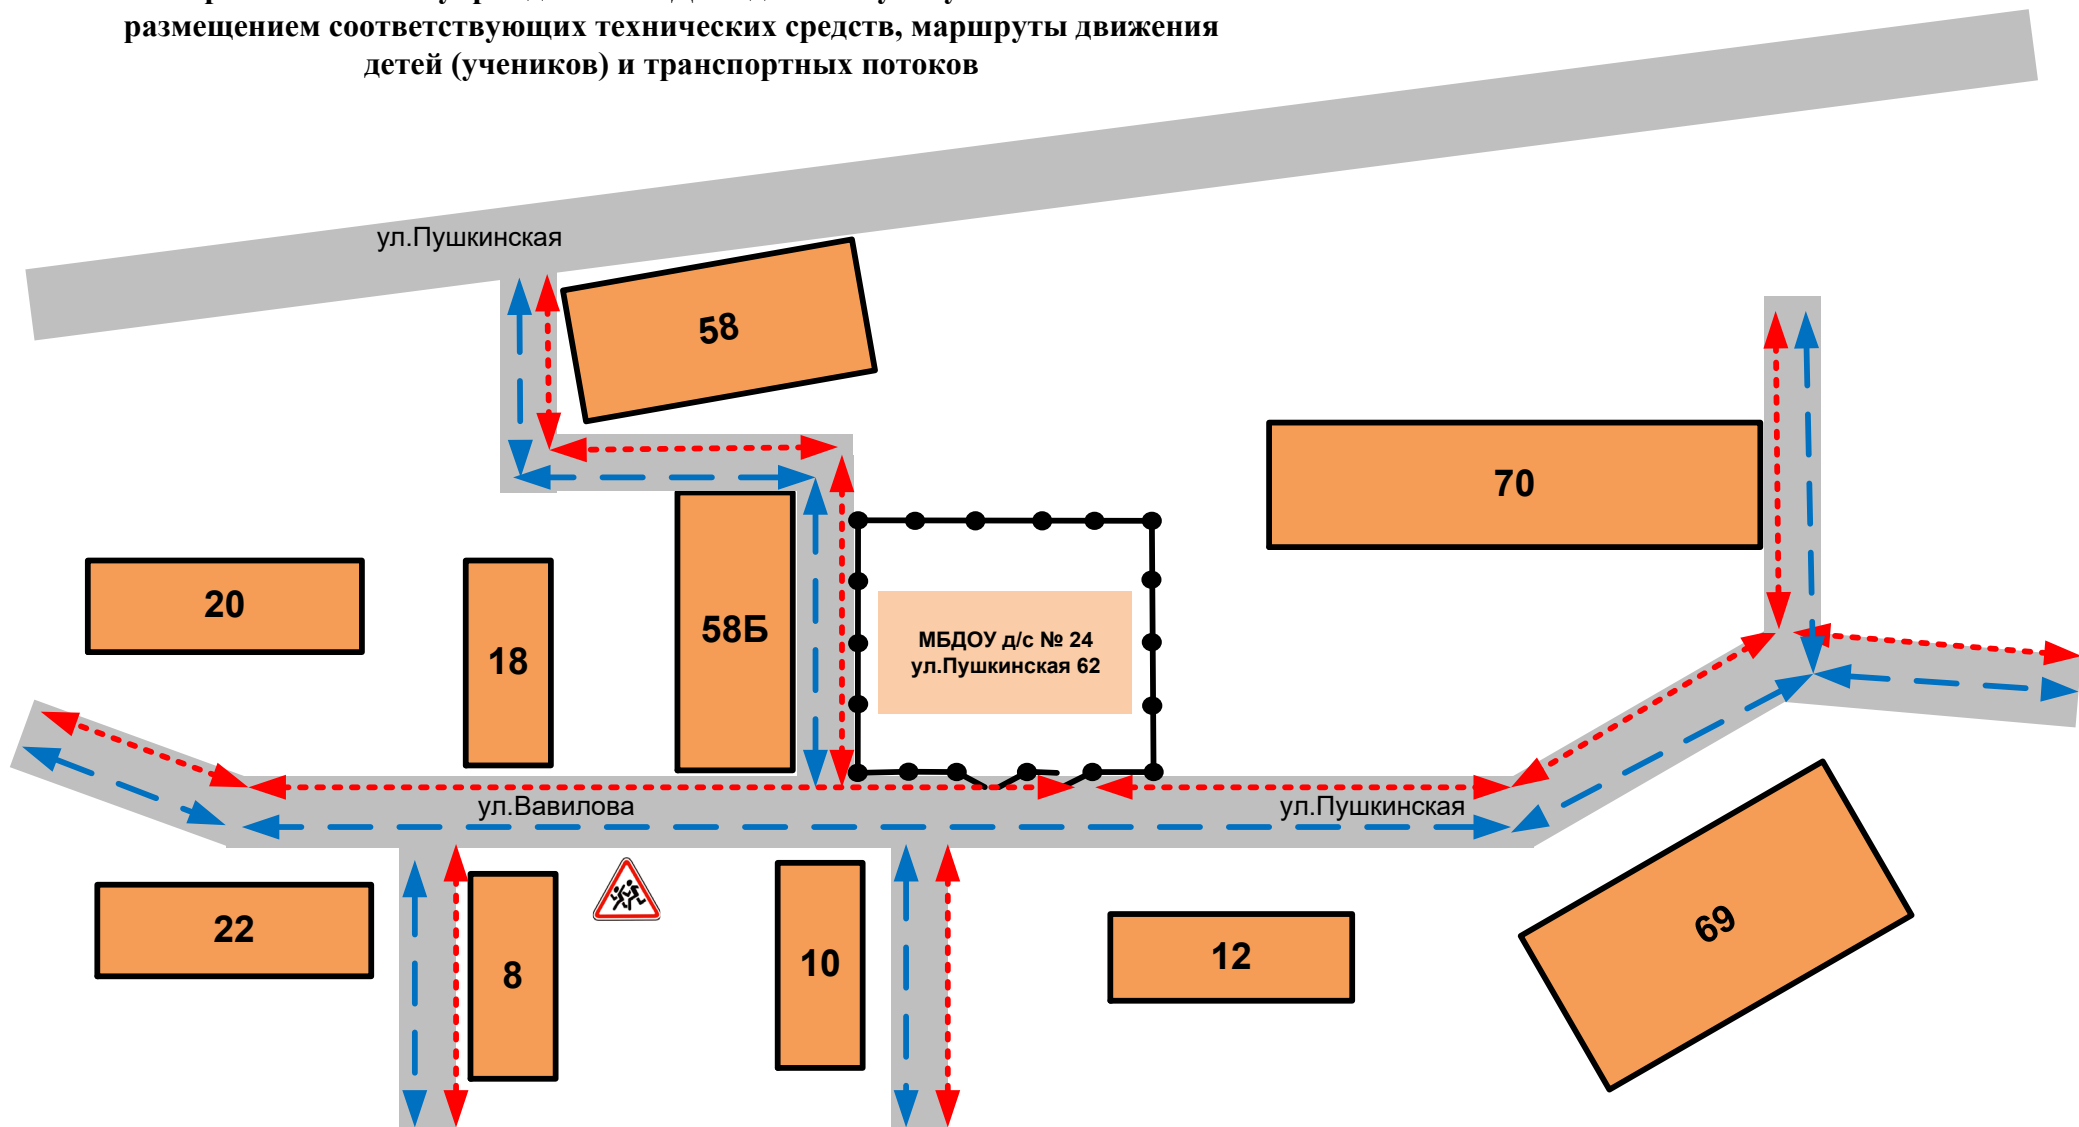 размещением соответствующих технических средств, маршруты движения
детей (учеников) и транспортных потоков
ул.Пушкинская
58
70
20
18
58Б
МБДОУ д/с № 24
ул.Пушкинская 62
ул.Вавилова
ул.Пушкинская
22
8
10
12
69